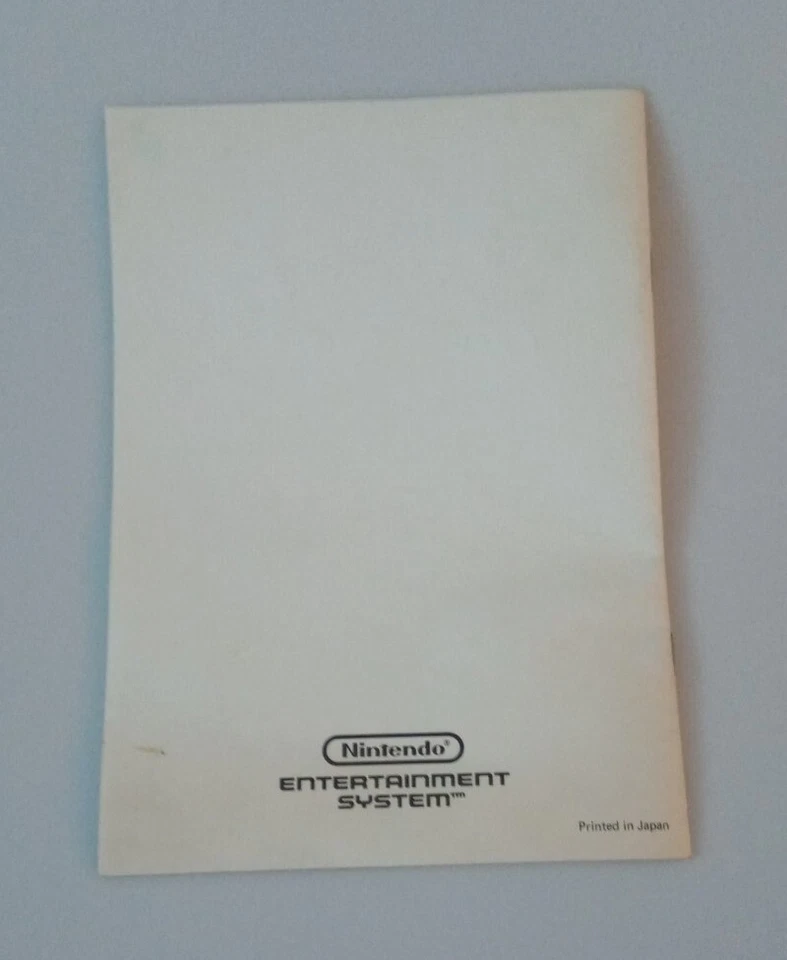 Nintendo®
ENTERTAINMENT
SYSTEM™
Printed in Japan